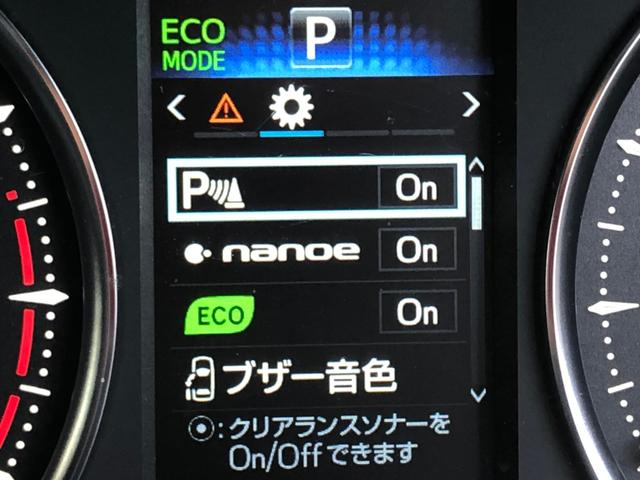 ECO
MODE
P
P On
nanoe On
ECO On
ブザー音色
:クリアランスソナーを
On/Offできます